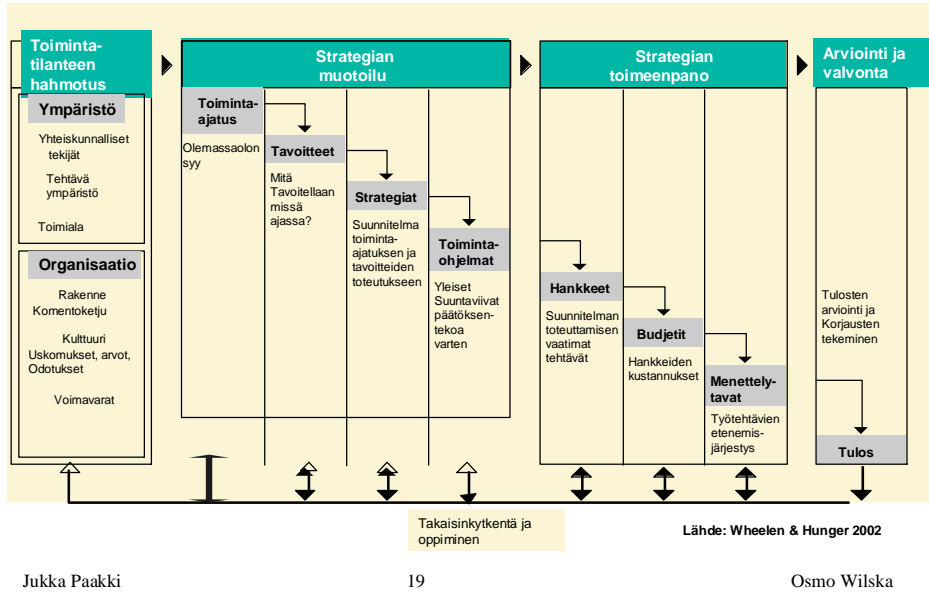 Toiminta-
tilanteen
hahmotus
Ympäristö
Yhteiskunnalliset
tekijät
Tehtävä
ympäristö
Toimiala
Organisaatio
Rakenne
Komentoketju
Kulttuuri
Uskomukset, arvot,
Odotukset
Voimavarat
Strategian
muotoilu
Toiminta-
ajatus
Olemassaolon
syy
Tavoitteet
Mitä
Tavoitellaan
missä
ajassa?
Strategiat
Suunnitelma
toiminta-
ajatuksen ja
tavoitteiden
toteutukseen
Toiminta-
ohjelmat
Yleiset
Suuntaviivat
päätöksen-
tekoa
varten
Strategian
toimeenpano
Hankkeet
Suunnitelman
toteuttamisen
vaatimat
tehtävät
Budjetit
Hankkeiden
kustannukset
Menettely-
tavat
Työtehtävien
etenemis-
järjestys
Arviointi ja
valvonta
Tulosten
arviointi ja
Korjausten
tekeminen
Tulos
Takaisinkytkentä ja
oppiminen
Lähde: Wheelen & Hunger 2002
Jukka Paakki
19
Osmo Wilska